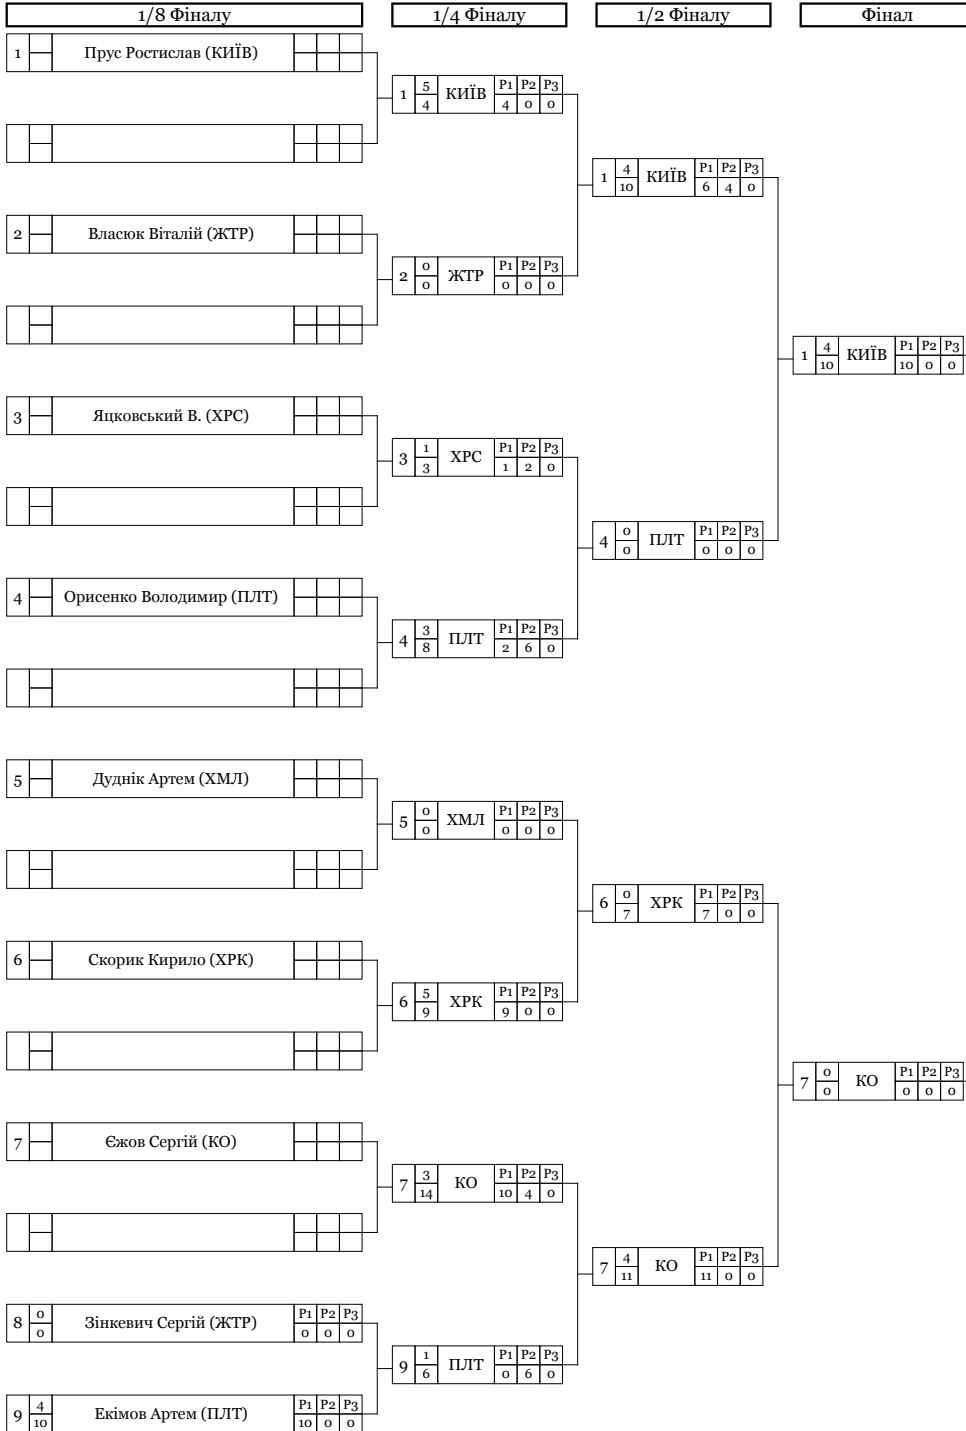 1/8 Фіналу 1/4 Фіналу 1/2 Фіналу Фінал
1 Прус Ростислав (КИЇВ)
1 5 КИЇВ P1 P2 P3
4 4 0 0
1 4 КИЇВ P1 P2 P3
10 6 4 0
2 Власюк Віталій (ЖТР)
2 0 ЖТР P1 P2 P3
0 0 0 0
1 4 КИЇВ P1 P2 P3
10 10 0 0
3 Яцковський В. (ХРС)
3 1 ХРС P1 P2 P3
3 1 2 0
4 0 ПЛТ P1 P2 P3
0 0 0 0
4 Орисенко Володимир (ПЛТ)
4 3 ПЛТ P1 P2 P3
8 2 6 0
5 Дуднік Артем (ХМЛ)
5 0 ХМЛ P1 P2 P3
0 0 0 0
6 0 ХРК P1 P2 P3
7 7 0 0
6 Скорик Кирило (ХРК)
6 5 ХРК P1 P2 P3
9 9 0 0
7 0 КО P1 P2 P3
0 0 0 0
7 Єжов Сергій (КО)
7 3 КО P1 P2 P3
14 10 4 0
7 4 КО P1 P2 P3
11 11 0 0
8 0 Зінкевич Сергій (ЖТР) P1 P2 P3
0 0 0 0
9 1 ПЛТ P1 P2 P3
6 0 6 0
9 4 Екімов Артем (ПЛТ) P1 P2 P3
10 10 0 0